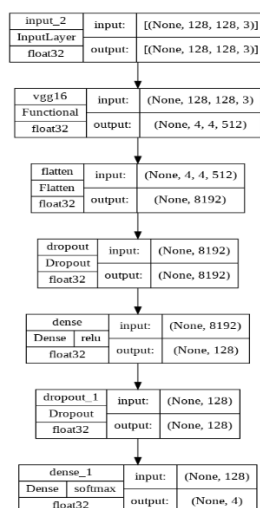 input_2 input: [(None, 128, 128, 3)]
InputLayer
float32 output: [(None, 128, 128, 3)]
vgg16 input: (None, 128, 128, 3)
Functional
float32 output: (None, 4, 4, 512)
flatten input: (None, 4, 4, 512)
Flatten
float32 output: (None, 8192)
dropout input: (None, 8192)
Dropout
float32 output: (None, 8192)
dense input: (None, 8192)
Dense relu
float32 output: (None, 128)
dropout_1 input: (None, 128)
Dropout
float32 output: (None, 128)
dense_1 input: (None, 128)
Dense softmax
float32 output: (None, 4)